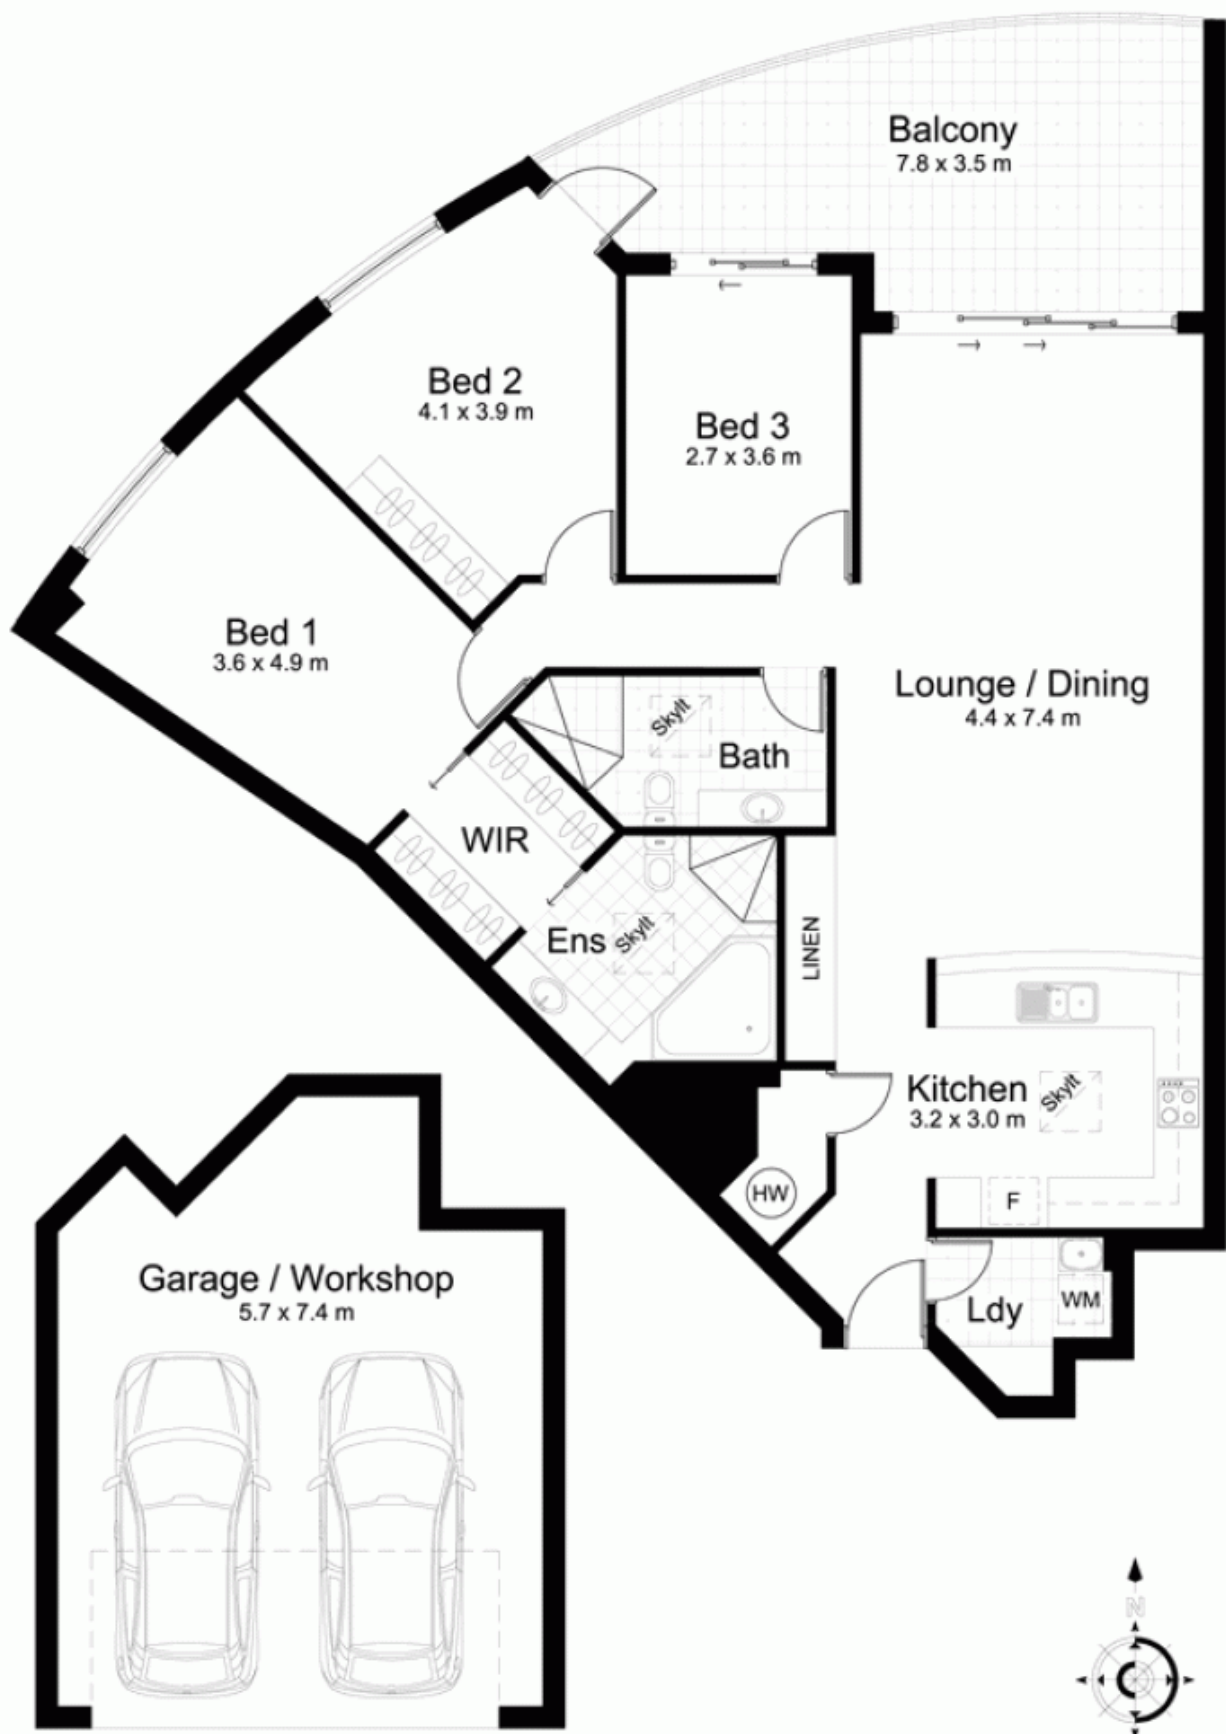 Balcony
7.8 x 3.5 m
Bed 2
4.1 x 3.9 m
Bed 3
2.7 x 3.6 m
Bed 1
3.6 x 4.9 m
Lounge / Dining
4.4 x 7.4 m
Skylt
Bath
WIR
Ens
Skylt
LINEN
Kitchen
3.2 x 3.0 m
Skylt
HW
F
Ldy
WM
Garage / Workshop
5.7 x 7.4 m
N